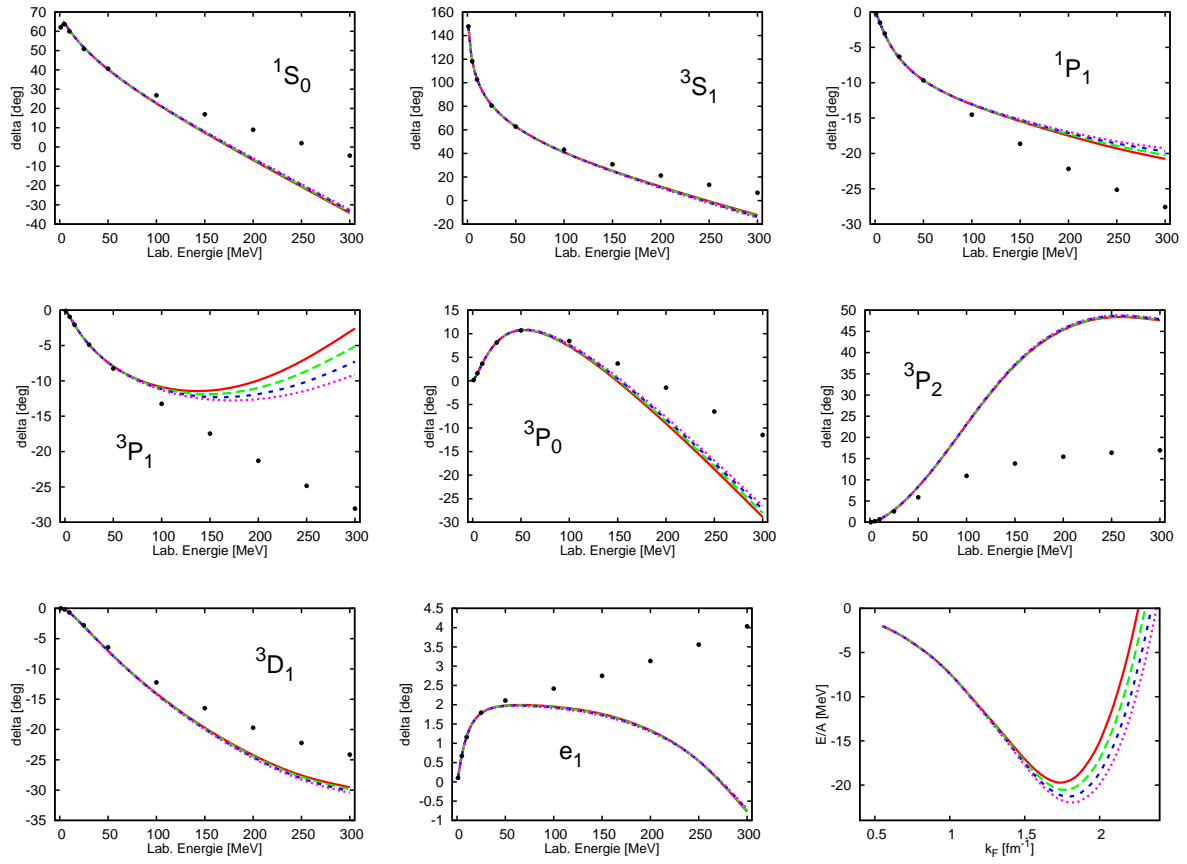 70
60
50
40
30
20
10
0
-10
-20
-30
-40
delta [deg]
1S0
0 50 100 150 200 250 300
Lab. Energie [MeV]
160
140
120
100
80
60
40
20
0
-20
-40
delta [deg]
3S1
0 50 100 150 200 250 300
Lab. Energie [MeV]
0
-5
-10
-15
-20
-25
-30
delta [deg]
1P1
0 50 100 150 200 250 300
Lab. Energie [MeV]
0
-5
-10
-15
-20
-25
-30
delta [deg]
3P1
0 50 100 150 200 250 300
Lab. Energie [MeV]
15
10
5
0
-5
-10
-15
-20
-25
-30
delta [deg]
3P0
0 50 100 150 200 250 300
Lab. Energie [MeV]
50
45
40
35
30
25
20
15
10
5
0
delta [deg]
3P2
0 50 100 150 200 250 300
Lab. Energie [MeV]
0
-5
-10
-15
-20
-25
-30
-35
delta [deg]
3D1
0 50 100 150 200 250 300
Lab. Energie [MeV]
4.5
4
3.5
3
2.5
2
1.5
1
0.5
0
-0.5
-1
delta [deg]
e1
0 50 100 150 200 250 300
Lab. Energie [MeV]
0
-5
-10
-15
-20
E/A [MeV]
0.5 1 1.5 2
kF [fm-1]